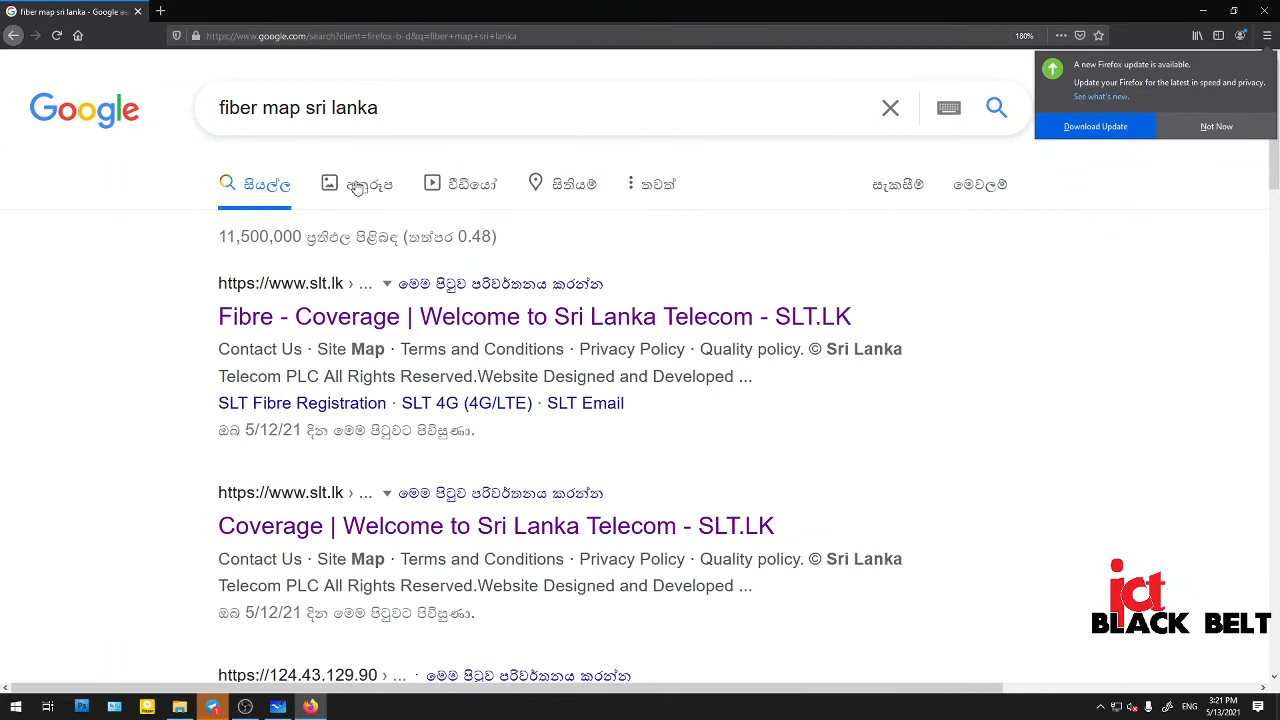 fiber map sri lanka - Google
https://www.google.com/search?client=firefox-b-d&q=fiber+map+sri+lanka
180%
A new Firefox update is available.
Update your Firefox for the latest in speed and privacy.
See what's new.
Download Update
Not Now
Google
fiber map sri lanka
සියල්ල
අනුරූප
වීඩියෝ
සිතියම්
තවත්
සැකසීම්
මෙවලම්
11,500,000 ප්‍රතිඵල පිළිබඳ (තත්පර 0.48)
https://www.slt.lk › ... මෙම පිටුව පරිවර්තනය කරන්න
Fibre - Coverage | Welcome to Sri Lanka Telecom - SLT.LK
Contact Us · Site Map · Terms and Conditions · Privacy Policy · Quality policy. © Sri Lanka
Telecom PLC All Rights Reserved.Website Designed and Developed ...
SLT Fibre Registration · SLT 4G (4G/LTE) · SLT Email
ඔබ 5/12/21 දින මෙම පිටුවට පිවිසුණා.
https://www.slt.lk › ... මෙම පිටුව පරිවර්තනය කරන්න
Coverage | Welcome to Sri Lanka Telecom - SLT.LK
Contact Us · Site Map · Terms and Conditions · Privacy Policy · Quality policy. © Sri Lanka
Telecom PLC All Rights Reserved.Website Designed and Developed ...
ඔබ 5/12/21 දින මෙම පිටුවට පිවිසුණා.
https://124.43.129.90 › ... · මෙම පිටුව පරිවර්තනය කරන්න
ict
BLACK BELT
ENG
3:21 PM
5/13/2021